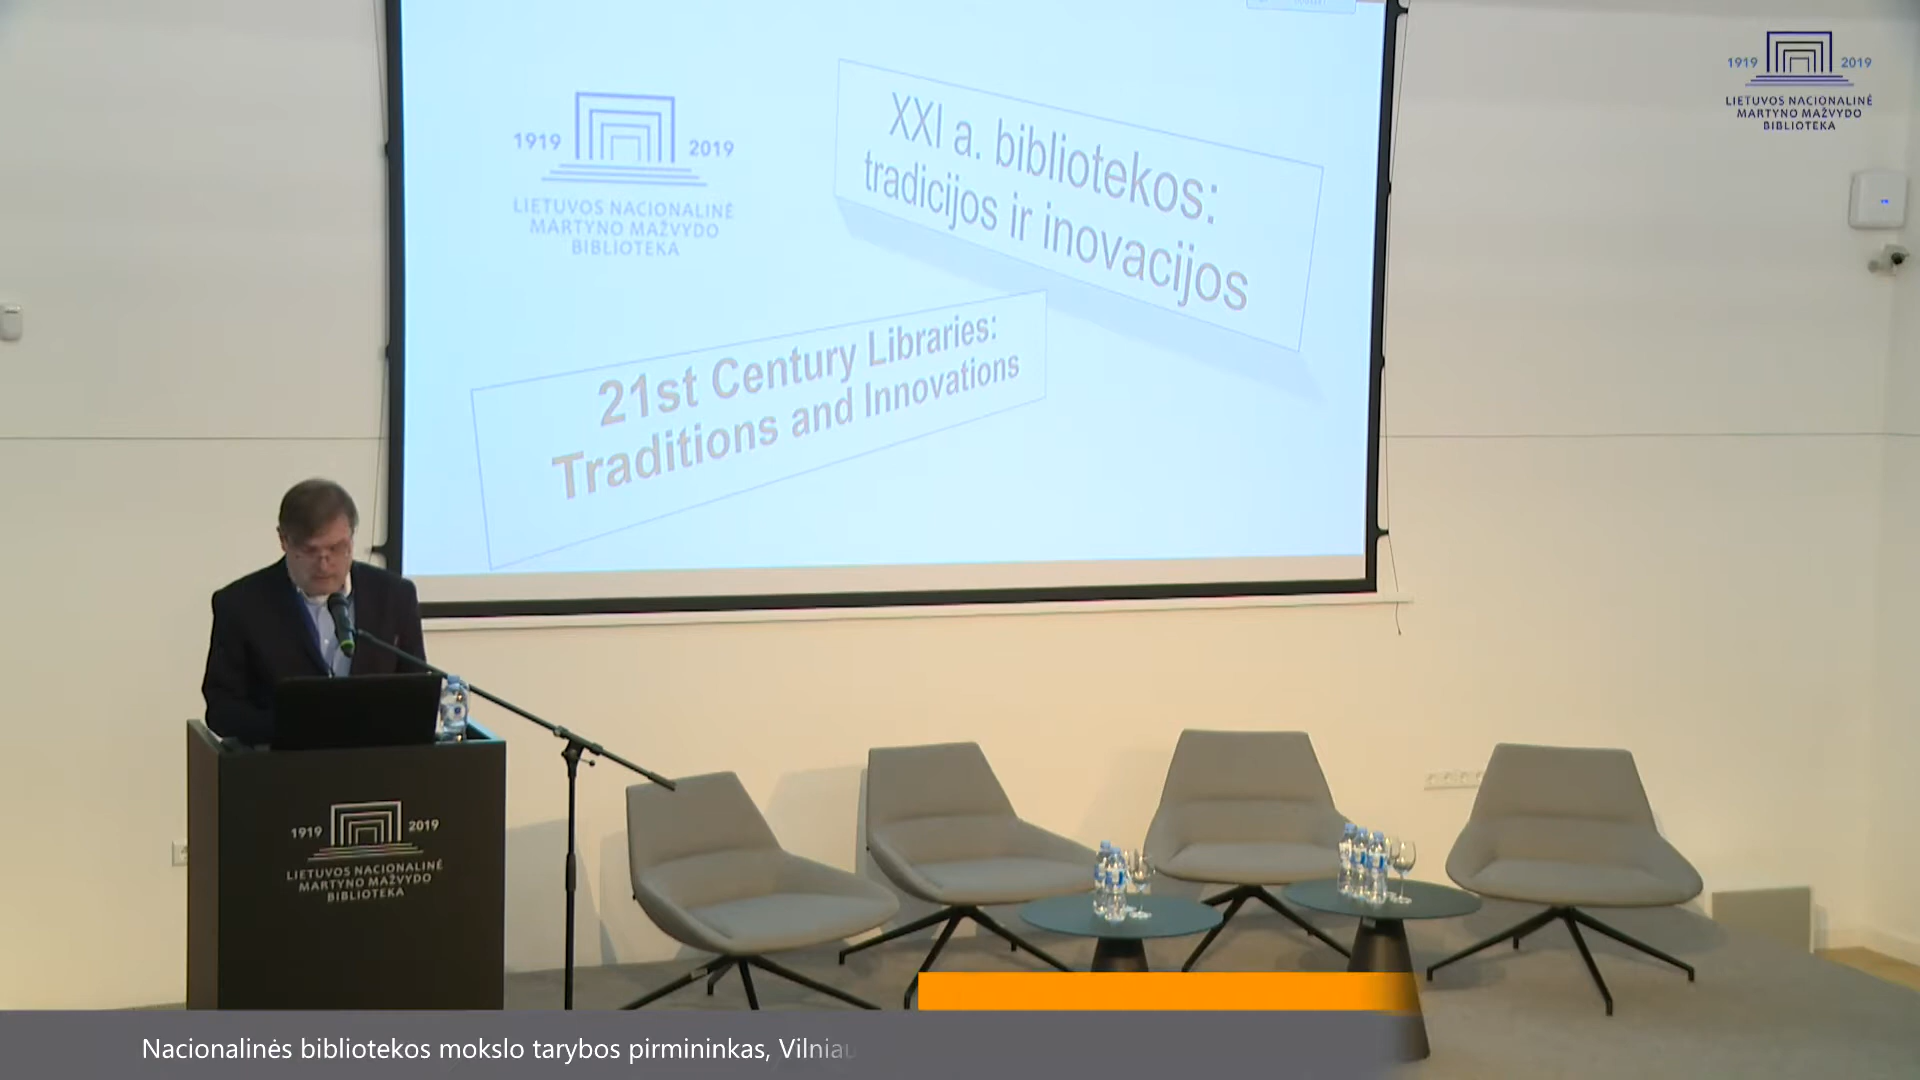 1919 2019
LIETUVOS NACIONALINĖ
MARTYNO MAŽVYDO
BIBLIOTEKA
XXI a. bibliotekos:
tradicijos ir inovacijos
21st Century Libraries:
Traditions and Innovations
1919 2019
LIETUVOS NACIONALINĖ
MARTYNO MAŽVYDO
BIBLIOTEKA
1919 2019
LIETUVOS NACIONALINĖ
MARTYNO MAŽVYDO
BIBLIOTEKA
Nacionalinės bibliotekos mokslo tarybos pirmininkas,